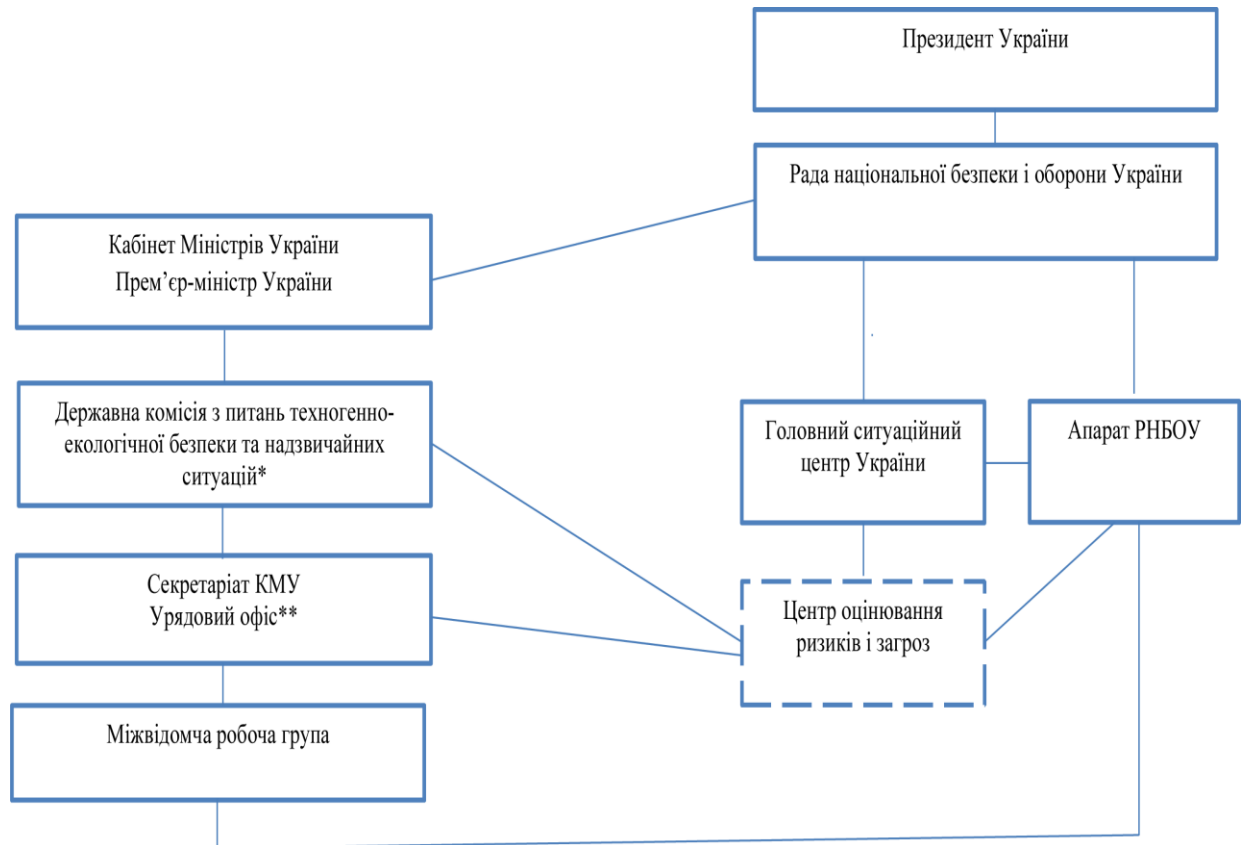 Президент України
Рада національної безпеки і оборони України
Кабінет Міністрів України
Прем’єр-міністр України
Державна комісія з питань техногенно-
екологічної безпеки та надзвичайних
ситуацій*
Головний ситуаційний
центр України
Апарат РНБОУ
Секретаріат КМУ
Урядовий офіс**
Центр оцінювання
ризиків і загроз
Міжвідомча робоча група